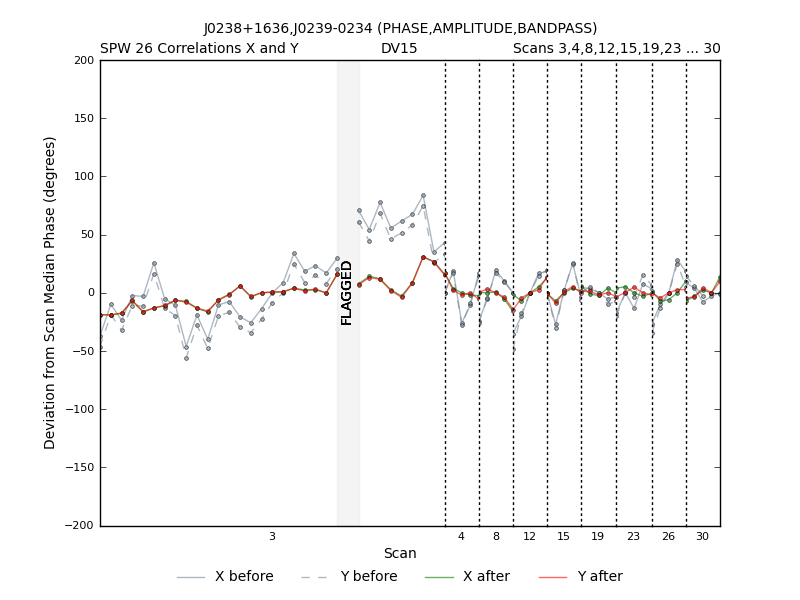 J0238+1636,J0239-0234 (PHASE,AMPLITUDE,BANDPASS)
SPW 26 Correlations X and Y DV15 Scans 3,4,8,12,15,19,23 ... 30
200
150
100
50
0
−50
−100
−150
−200
Deviation from Scan Median Phase (degrees)
FLAGGED
3 4 8 12 15 19 23 26 30
Scan
X before Y before X after Y after